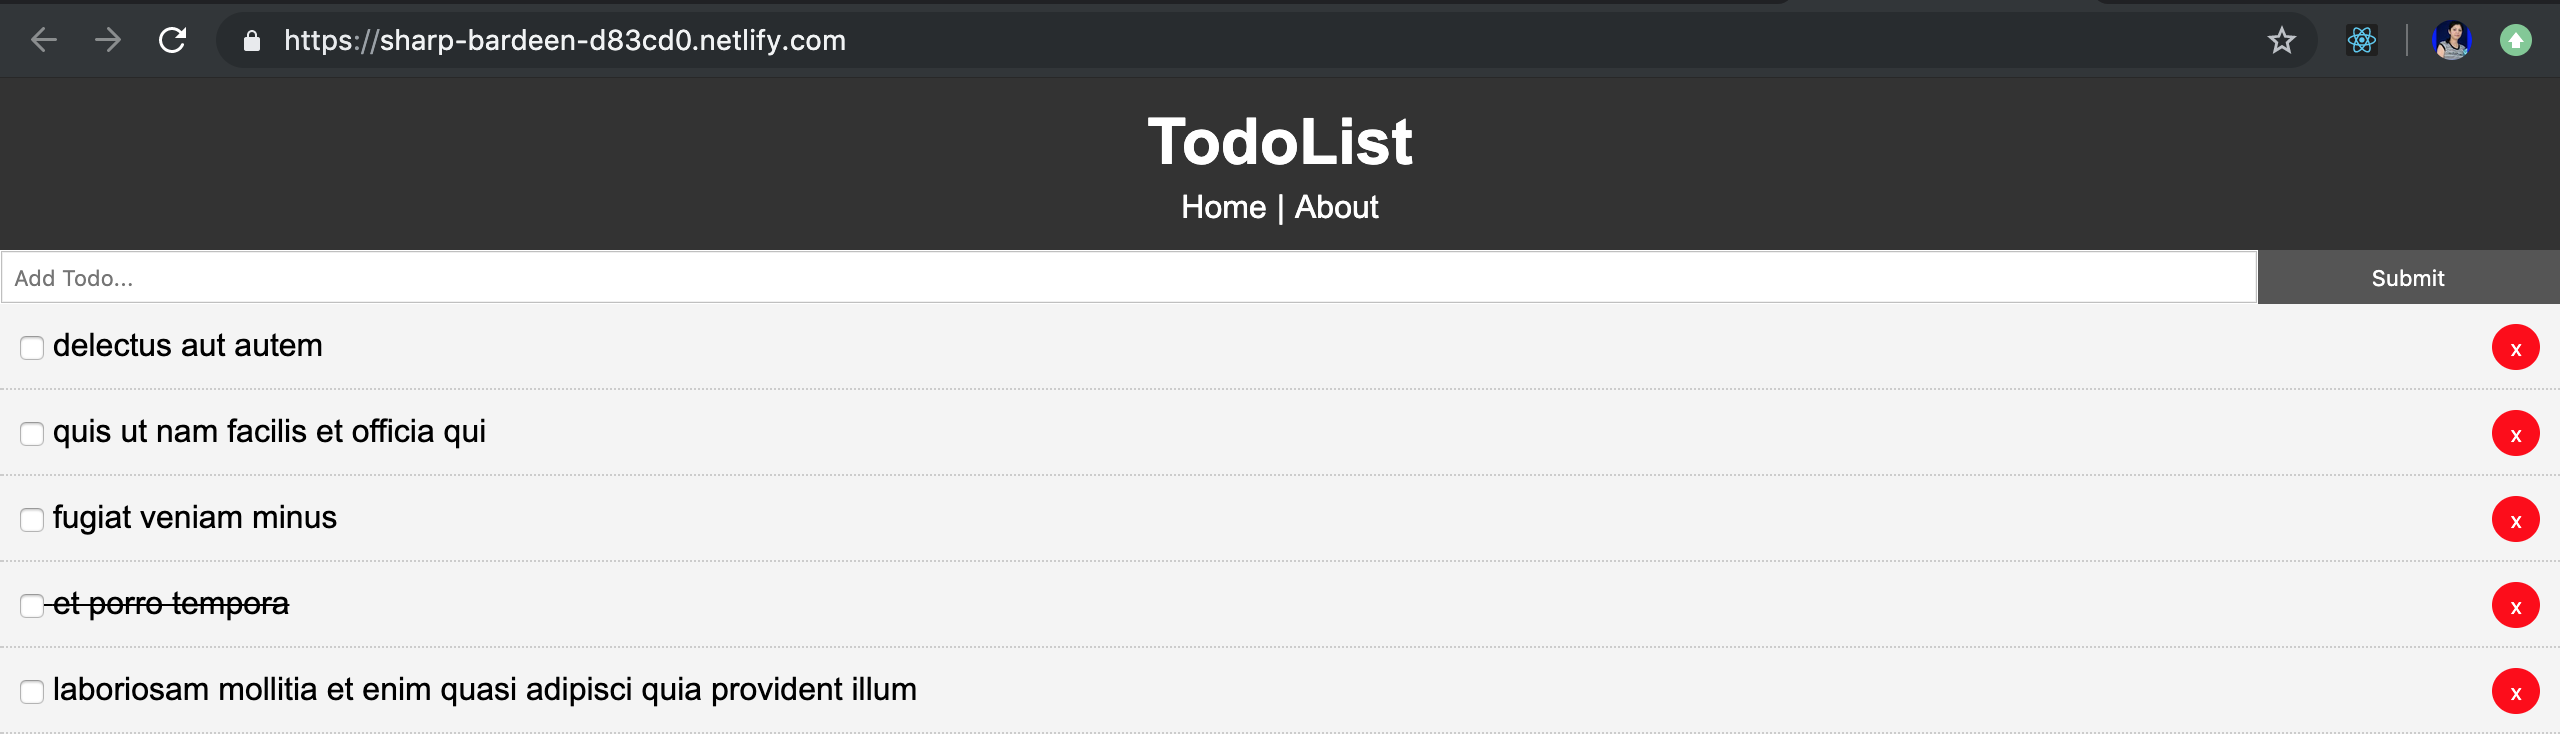 https://sharp-bardeen-d83cd0.netlify.com
TodoList
Home | About
Add Todo...
Submit
delectus aut autem
x
quis ut nam facilis et officia qui
x
fugiat veniam minus
x
et porro tempora
x
laboriosam mollitia et enim quasi adipisci quia provident illum
x